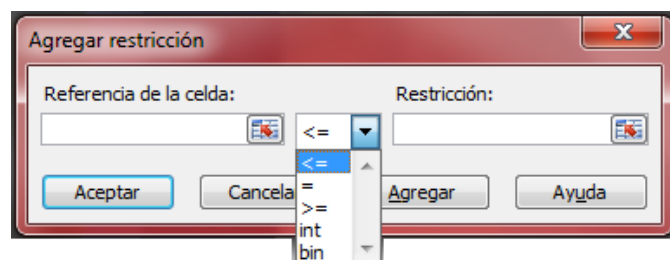 Agregar restricción
Referencia de la celda:
Restricción:
<=
<=
=
>=
int
bin
Aceptar
Cancela
Agregar
Ayuda